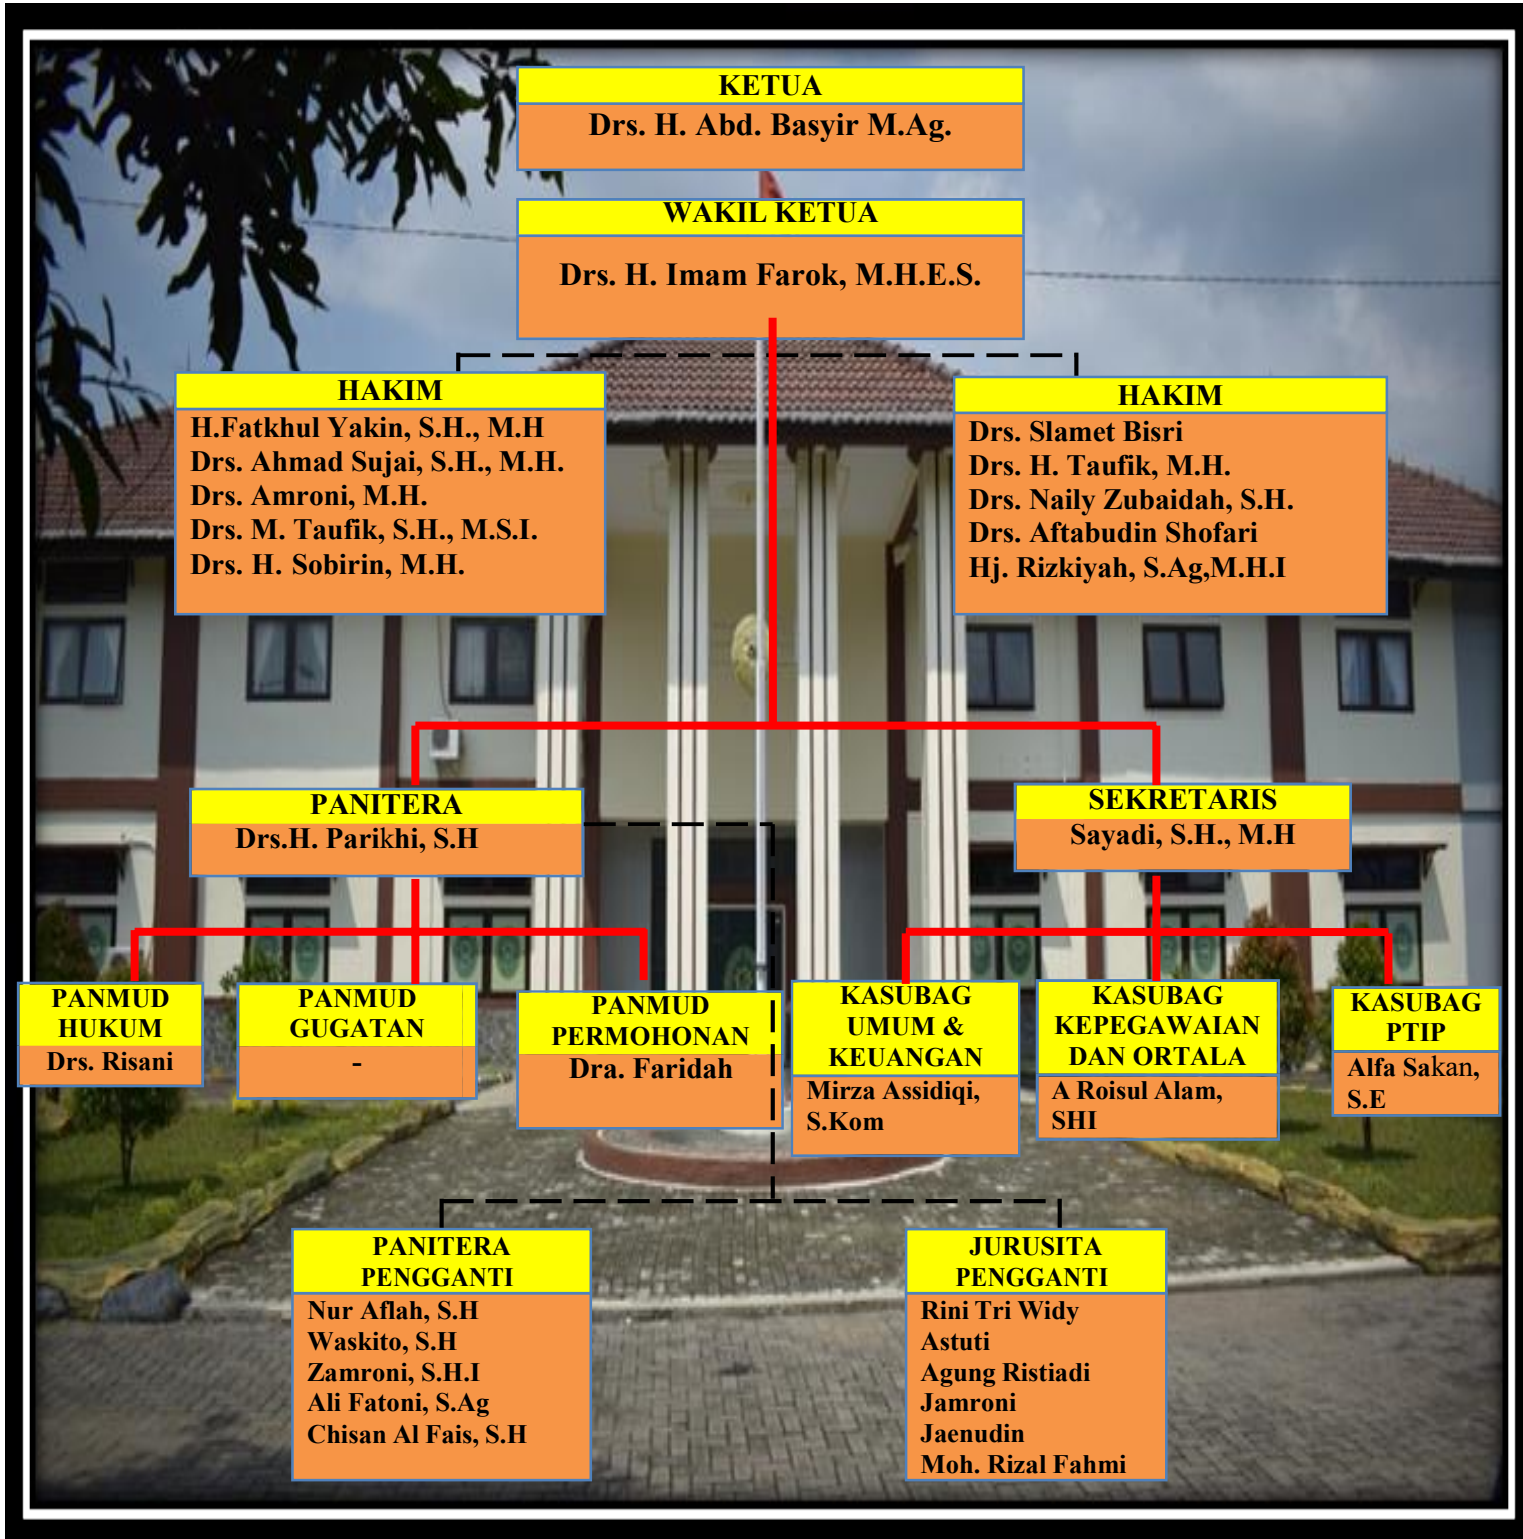 KETUA
Drs. H. Abd. Basyir M.Ag.
WAKIL KETUA
Drs. H. Imam Farok, M.H.E.S.
HAKIM
H.Fatkhul Yakin, S.H., M.H
Drs. Ahmad Sujai, S.H., M.H.
Drs. Amroni, M.H.
Drs. M. Taufik, S.H., M.S.I.
Drs. H. Sobirin, M.H.
HAKIM
Drs. Slamet Bisri
Drs. H. Taufik, M.H.
Drs. Naily Zubaidah, S.H.
Drs. Aftabudin Shofari
Hj. Rizkiyah, S.Ag,M.H.I
PANITERA
Drs.H. Parikhi, S.H
SEKRETARIS
Sayadi, S.H., M.H
PANMUD
HUKUM
Drs. Risani
PANMUD
GUGATAN
-
PANMUD
PERMOHONAN
Dra. Faridah
KASUBAG
UMUM &
KEUANGAN
Mirza Assidiqi,
S.Kom
KASUBAG
KEPEGAWAIAN
DAN ORTALA
A Roisul Alam,
SHI
KASUBAG
PTIP
Alfa Sakan,
S.E
PANITERA
PENGGANTI
Nur Aflah, S.H
Waskito, S.H
Zamroni, S.H.I
Ali Fatoni, S.Ag
Chisan Al Fais, S.H
JURUSITA
PENGGANTI
Rini Tri Widy
Astuti
Agung Ristiadi
Jamroni
Jaenudin
Moh. Rizal Fahmi